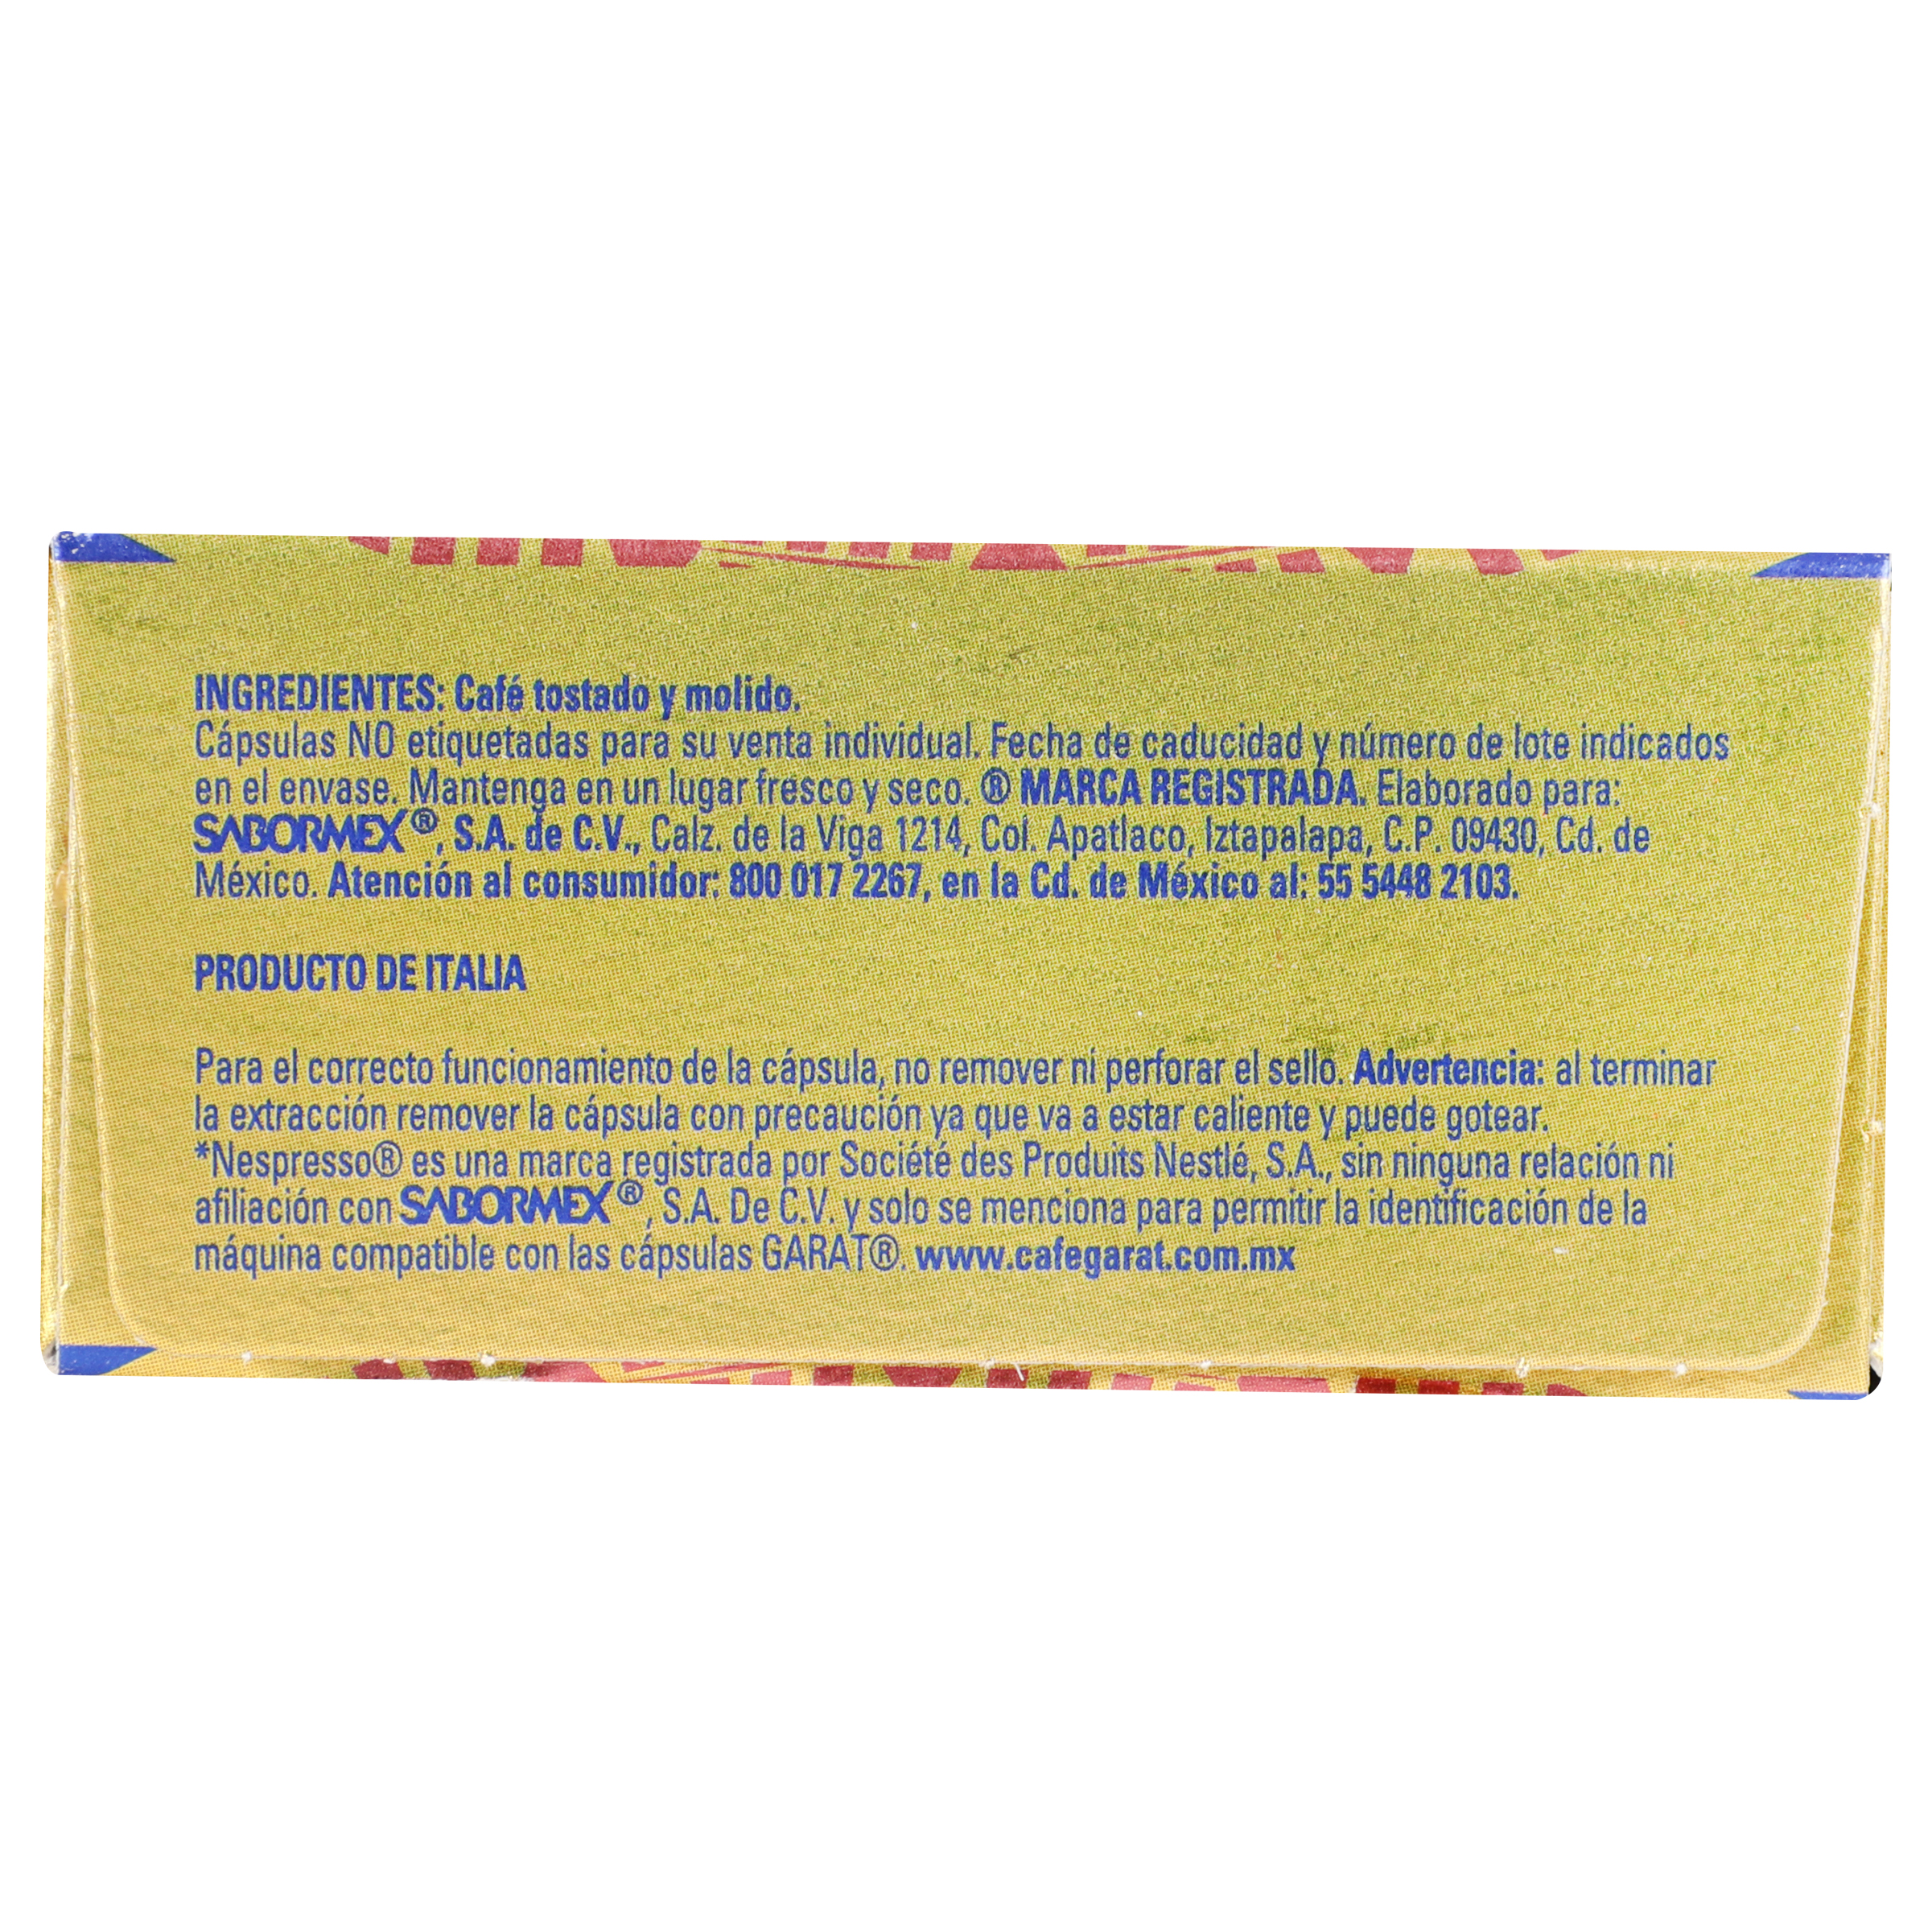 INGREDIENTES: Café tostado y molido.
Cápsulas NO etiquetadas para su venta individual. Fecha de caducidad y número de lote indicados
en el envase. Mantenga en un lugar fresco y seco. ® MARCA REGISTRADA. Elaborado para:
SABORMEX®, S.A. de C.V., Calz. de la Viga 1214, Col. Apatlaco, Iztapalapa, C.P. 09430, Cd. de
México. Atención al consumidor: 800 017 2267, en la Cd. de México al: 55 5448 2103.
PRODUCTO DE ITALIA
Para el correcto funcionamiento de la cápsula, no remover ni perforar el sello. Advertencia: al terminar
la extracción remover la cápsula con precaución ya que va a estar caliente y puede gotear.
*Nespresso® es una marca registrada por Société des Produits Nestlé, S.A., sin ninguna relación ni
afiliación con SABORMEX®, S.A. De C.V. y solo se menciona para permitir la identificación de la
máquina compatible con las cápsulas GARAT®. www.cafegarat.com.mx